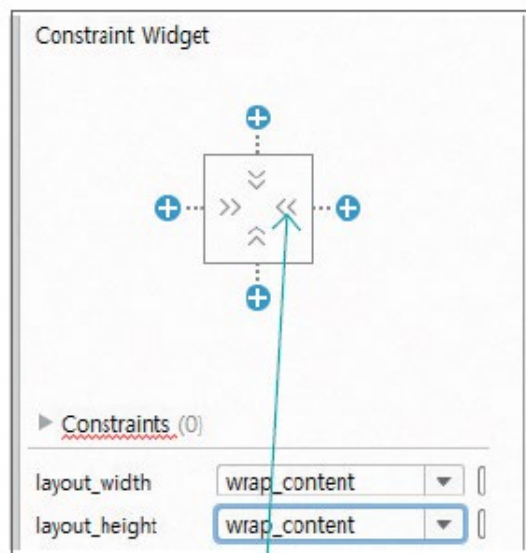 Constraint Widget
Constraints (0)
layout_width wrap_content
layout_height wrap_content